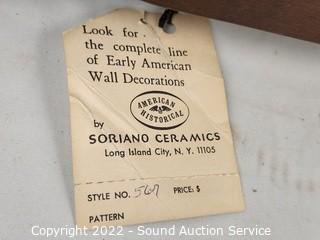 Look for
the complete line
of Early American
Wall Decorations
AMERICAN
HISTORICAL
by
SORIANO CERAMICS
Long Island City, N. Y. 11105
STYLE NO. 567 PRICE: $
PATTERN
Copyright © 2022 - Sound Auction Service